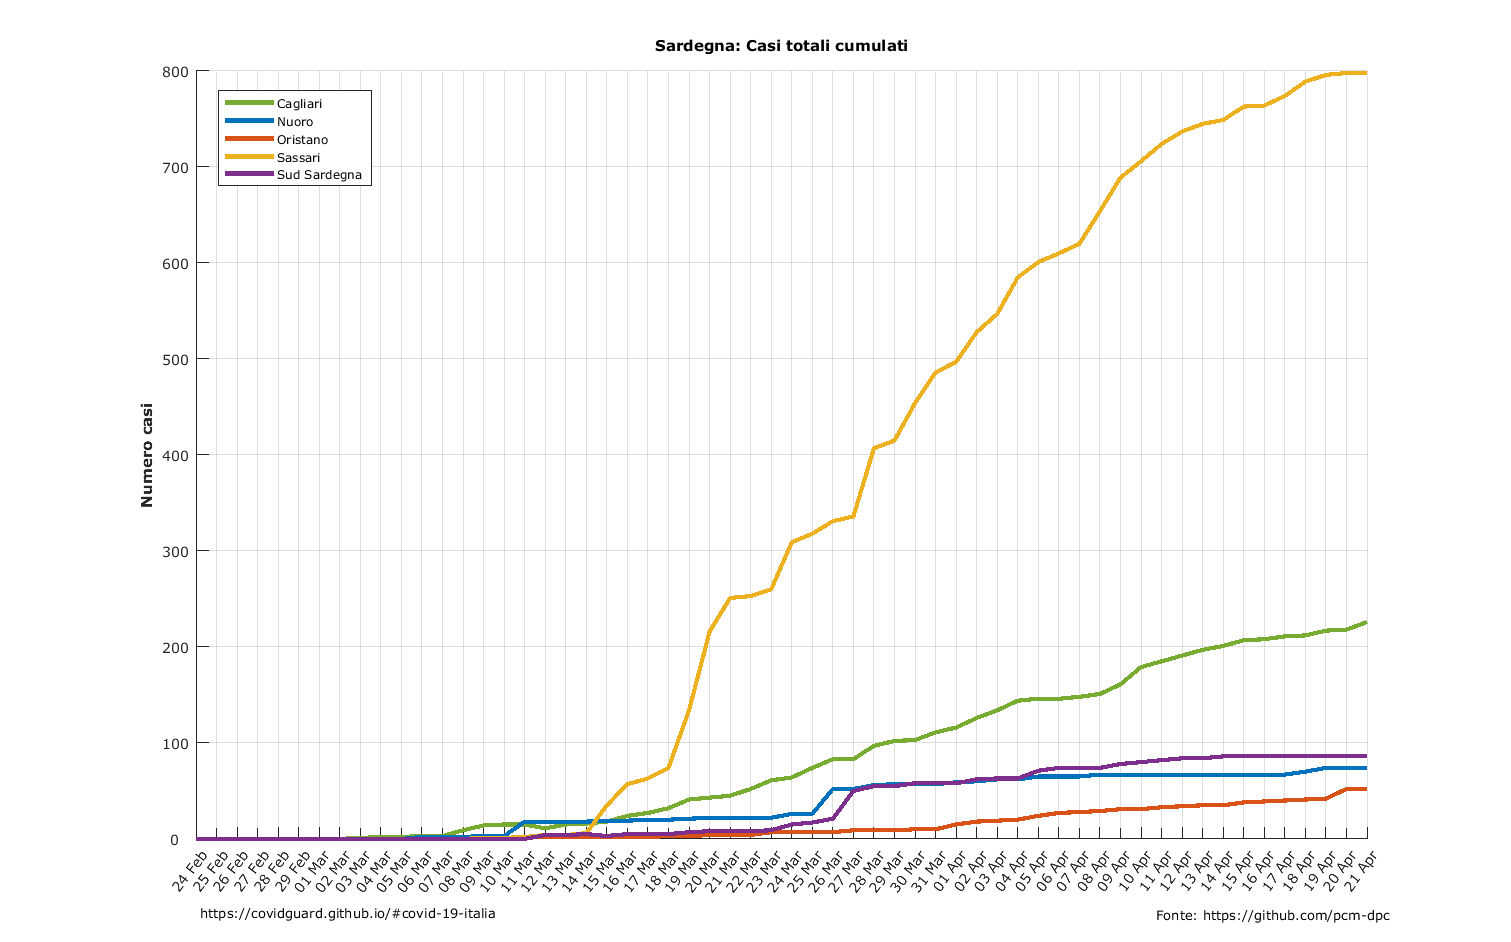 Sardegna: Casi totali cumulati
Numero casi
800
700
600
500
400
300
200
100
0
Cagliari
Nuoro
Oristano
Sassari
Sud Sardegna
24 Feb
25 Feb
26 Feb
27 Feb
28 Feb
29 Feb
01 Mar
02 Mar
03 Mar
04 Mar
05 Mar
06 Mar
07 Mar
08 Mar
09 Mar
10 Mar
11 Mar
12 Mar
13 Mar
14 Mar
15 Mar
16 Mar
17 Mar
18 Mar
19 Mar
20 Mar
21 Mar
22 Mar
23 Mar
24 Mar
25 Mar
26 Mar
27 Mar
28 Mar
29 Mar
30 Mar
31 Mar
01 Apr
02 Apr
03 Apr
04 Apr
05 Apr
06 Apr
07 Apr
08 Apr
09 Apr
10 Apr
11 Apr
12 Apr
13 Apr
14 Apr
15 Apr
16 Apr
17 Apr
18 Apr
19 Apr
20 Apr
21 Apr
https://covidguard.github.io/#covid-19-italia
Fonte: https://github.com/pcm-dpc